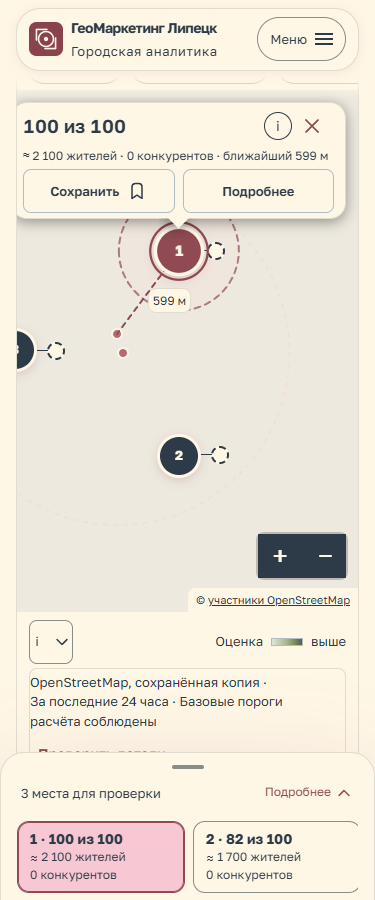 ГеоМаркетинг Липецк
Городская аналитика
Меню
100 из 100
i
≈ 2 100 жителей · 0 конкурентов · ближайший 599 м
Сохранить
Подробнее
1
599 м
2
+ −
© участники OpenStreetMap
i
Оценка выше
OpenStreetMap, сохранённая копия ·
За последние 24 часа · Базовые пороги
расчёта соблюдены
3 места для проверки
Подробнее
1 · 100 из 100
≈ 2 100 жителей
0 конкурентов
2 · 82 из 100
≈ 1 700 жителей
0 конкурентов